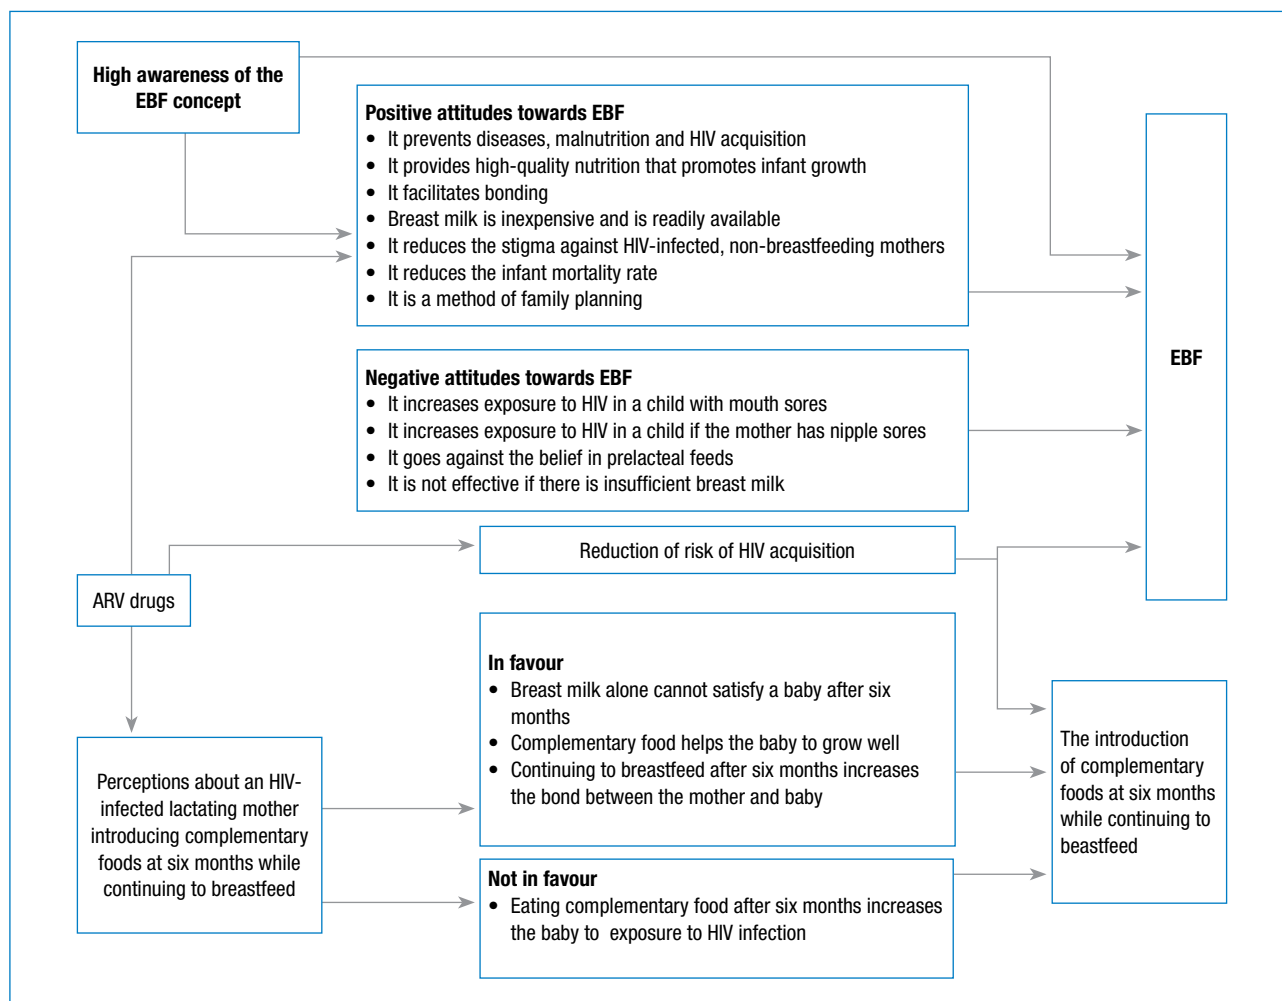 High awareness of the
EBF concept
Positive attitudes towards EBF
• It prevents diseases, malnutrition and HIV acquisition
• It provides high-quality nutrition that promotes infant growth
• It facilitates bonding
• Breast milk is inexpensive and is readily available
• It reduces the stigma against HIV-infected, non-breastfeeding mothers
• It reduces the infant mortality rate
• It is a method of family planning
EBF
Negative attitudes towards EBF
• It increases exposure to HIV in a child with mouth sores
• It increases exposure to HIV in a child if the mother has nipple sores
• It goes against the belief in prelacteal feeds
• It is not effective if there is insufficient breast milk
Reduction of risk of HIV acquisition
ARV drugs
In favour
• Breast milk alone cannot satisfy a baby after six
months
• Complementary food helps the baby to grow well
• Continuing to breastfeed after six months increases
the bond between the mother and baby
Perceptions about an HIV-
infected lactating mother
introducing complementary
foods at six months while
continuing to breastfeed
The introduction
of complementary
foods at six months
while continuing to
beastfeed
Not in favour
• Eating complementary food after six months increases
the baby to exposure to HIV infection